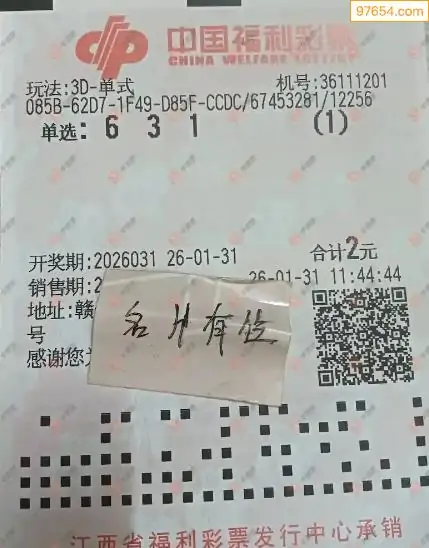 97654.com
中国福利彩票
CHINA WELFARE LOTTERY
玩法:3D-单式 机号:36111201
085B-62D7-1F49-D85F-CCDC/67453281/12256
单选: 6 3 1 (1)
开奖期:2026031 26-01-31 合计2元
销售期:2 26-01-31 11:44:44
地址:赣
名片有位
号
感谢您
江西省福利彩票发行中心承销